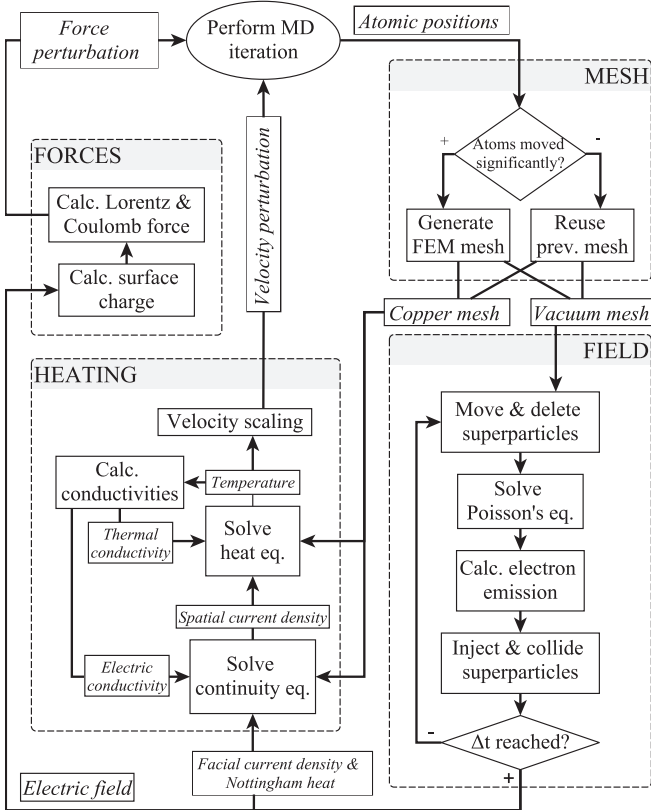 Force
perturbation
Perform MD
iteration
Atomic positions
MESH
Atoms moved
significantly?
+
-
Generate
FEM mesh
Reuse
prev. mesh
Copper mesh
Vacuum mesh
FORCES
Calc. Lorentz &
Coulomb force
Calc. surface
charge
Velocity perturbation
HEATING
Velocity scaling
Calc.
conductivities
Temperature
Thermal
conductivity
Solve
heat eq.
Spatial current density
Electric
conductivity
Solve
continuity eq.
Facial current density &
Nottingham heat
Electric field
FIELD
Move & delete
superparticles
Solve
Poisson's eq.
Calc. electron
emission
Inject & collide
superparticles
-
Δt reached?
+